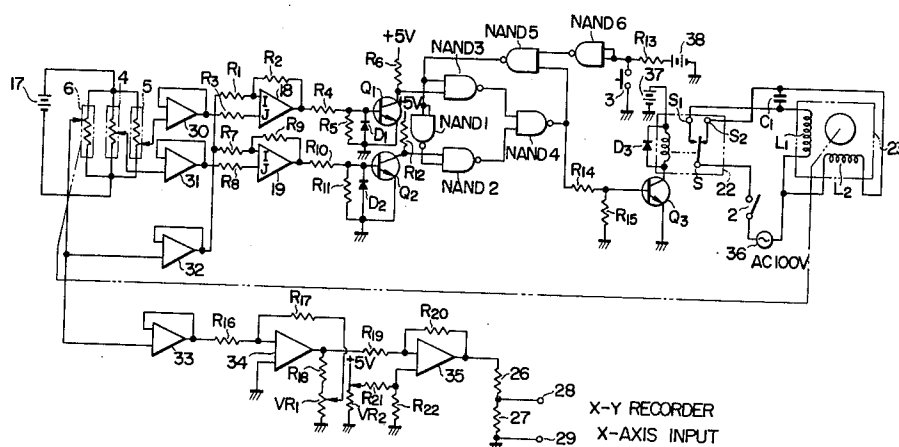 17
6
4
5
R3
R1
R2
18
I
J
30
R7
R9
31
R8
I
J
19
32
R4
R5
D1
Q1
R6
+5V
R10
R11
D2
Q2
+5V
R12
NAND3
NAND1
NAND2
NAND4
NAND5
NAND6
R13
38
3
37
D3
S1
S2
S
22
R14
R15
Q3
C1
L1
L2
23
2
36
AC100V
33
R16
R17
34
R18
VR1
+5V
VR2
R19
R20
R21
R22
35
26
27
28
29
X-Y RECORDER
X-AXIS INPUT